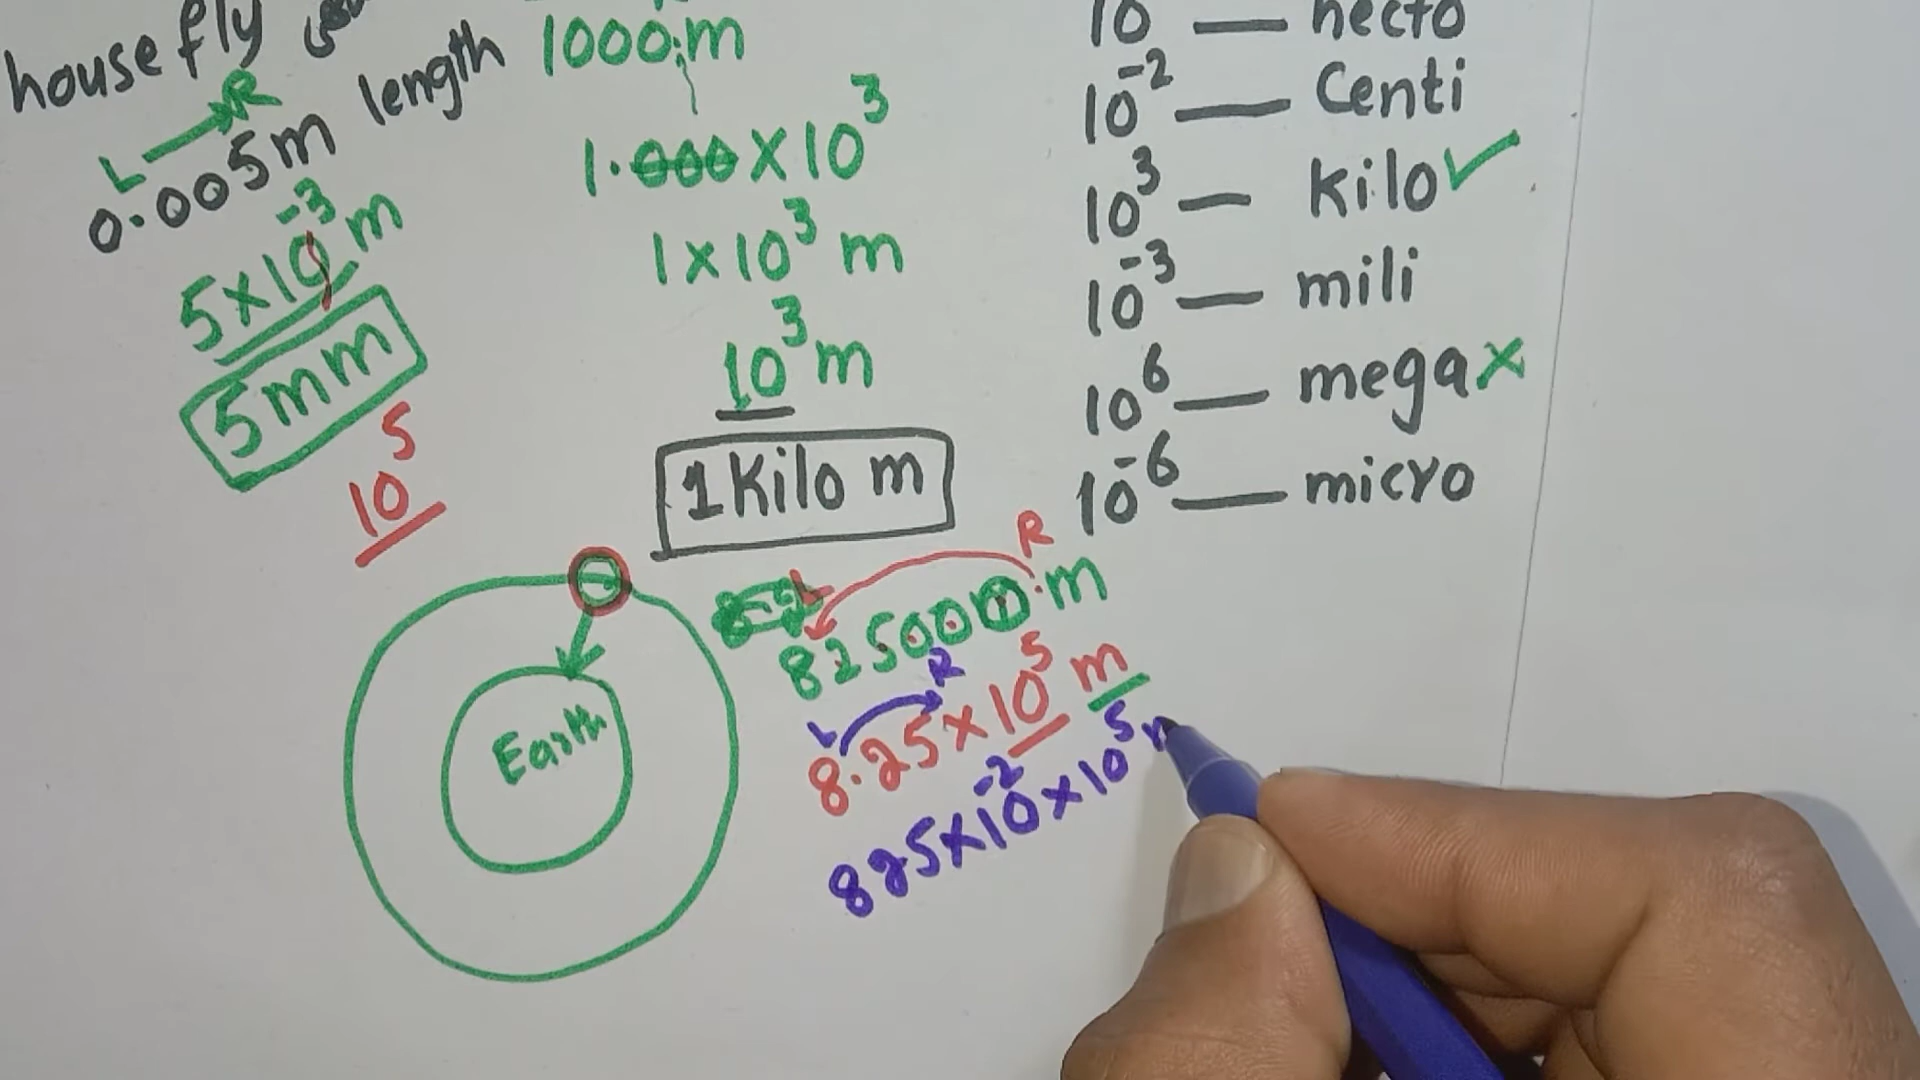 house fly
length
0.005m
L R
5×10⁻³ m
5mm
10⁵
1000.m
1.000×10³
1×10³ m
10³ m
1 Kilo m
10 — hecto
10⁻² — Centi
10³ — Kilo ✓
10⁻³ — mili
10⁶ — mega ×
10⁻⁶ — micro
Earth
L R
825000.m
L R
8.25×10⁵ m
825×10⁻²×10⁵